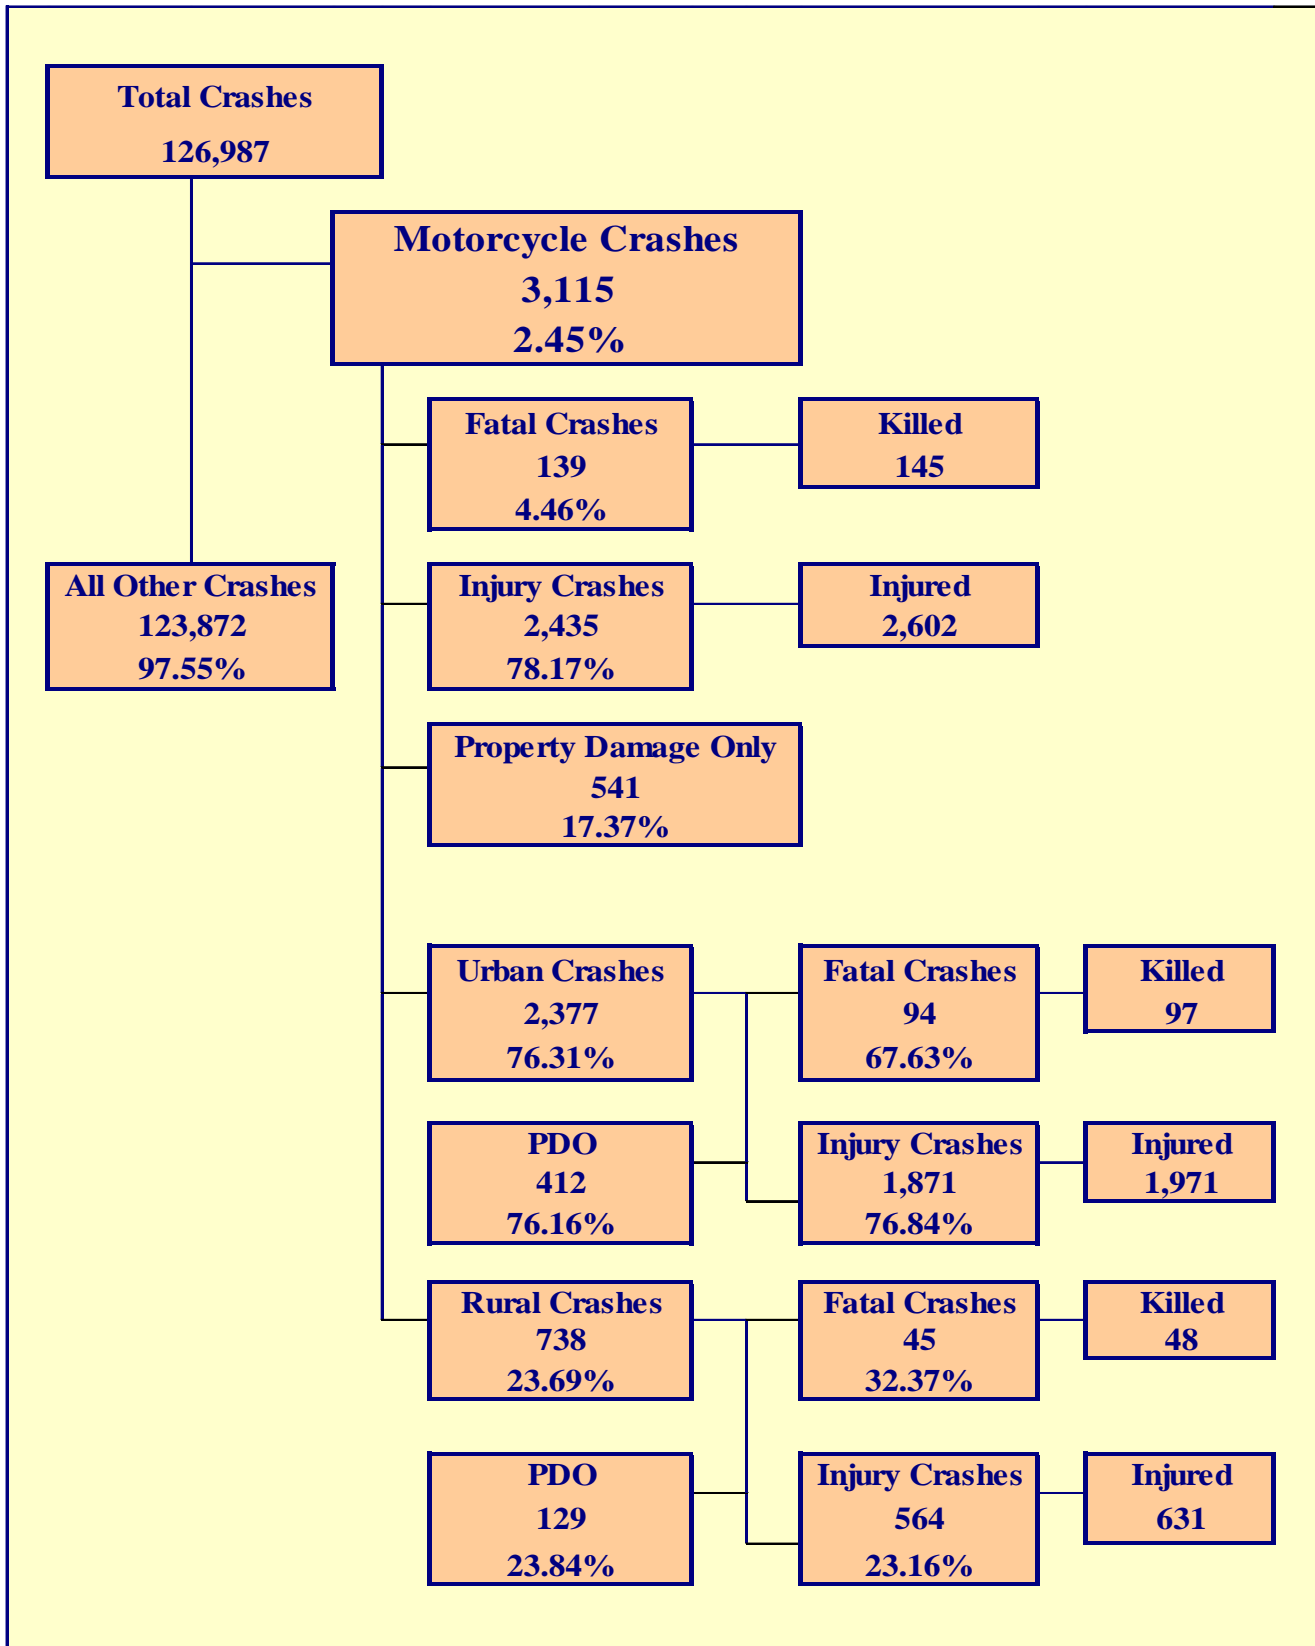 Total Crashes
126,987
Motorcycle Crashes
3,115
2.45%
Fatal Crashes
139
4.46%
Killed
145
All Other Crashes
123,872
97.55%
Injury Crashes
2,435
78.17%
Injured
2,602
Property Damage Only
541
17.37%
Urban Crashes
2,377
76.31%
Fatal Crashes
94
67.63%
Killed
97
PDO
412
76.16%
Injury Crashes
1,871
76.84%
Injured
1,971
Rural Crashes
738
23.69%
Fatal Crashes
45
32.37%
Killed
48
PDO
129
23.84%
Injury Crashes
564
23.16%
Injured
631